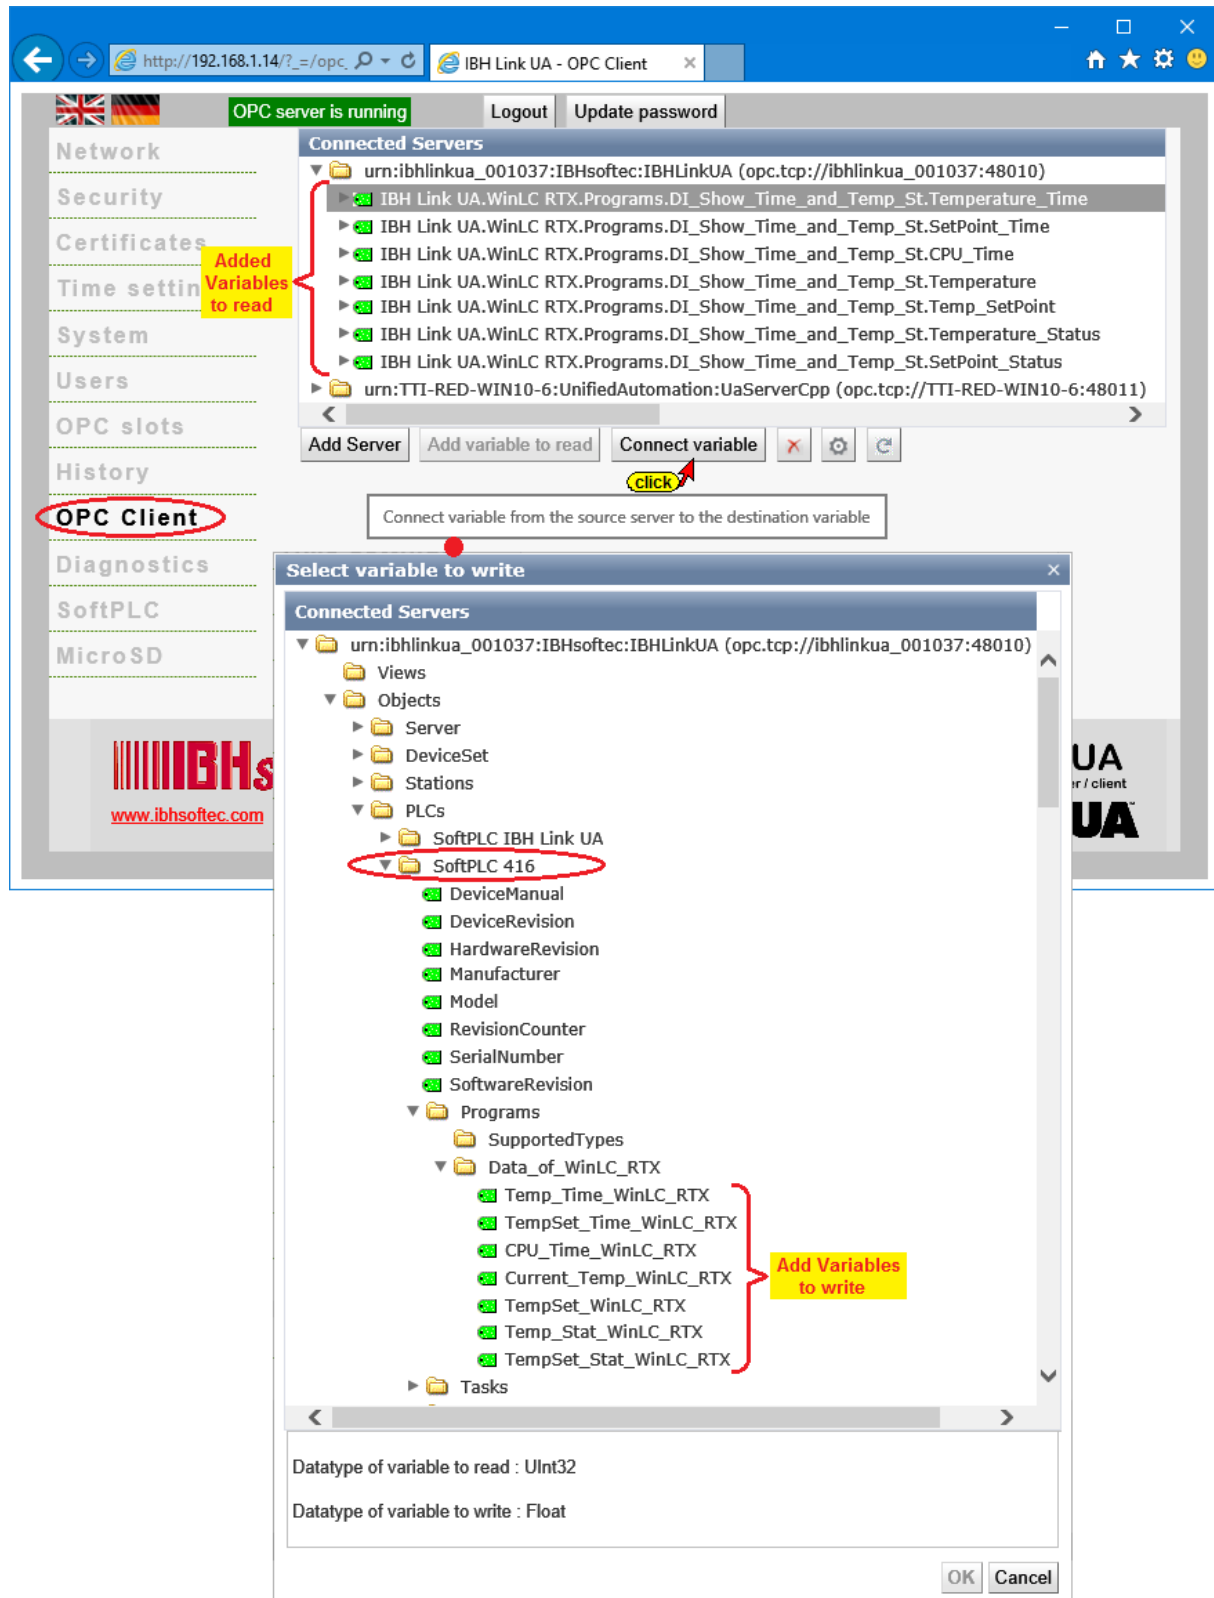 http://192.168.1.14/?_=/opc_
IBH Link UA - OPC Client
OPC server is running
Logout
Update password
Network
Security
Certificates
Time settin
System
Users
OPC slots
History
OPC Client
Diagnostics
SoftPLC
MicroSD
Connected Servers
urn:ibhlinkua_001037:IBHsoftec:IBHLinkUA (opc.tcp://ibhlinkua_001037:48010)
IBH Link UA.WinLC RTX.Programs.DI_Show_Time_and_Temp_St.Temperature_Time
IBH Link UA.WinLC RTX.Programs.DI_Show_Time_and_Temp_St.SetPoint_Time
IBH Link UA.WinLC RTX.Programs.DI_Show_Time_and_Temp_St.CPU_Time
IBH Link UA.WinLC RTX.Programs.DI_Show_Time_and_Temp_St.Temperature
IBH Link UA.WinLC RTX.Programs.DI_Show_Time_and_Temp_St.Temp_SetPoint
IBH Link UA.WinLC RTX.Programs.DI_Show_Time_and_Temp_St.Temperature_Status
IBH Link UA.WinLC RTX.Programs.DI_Show_Time_and_Temp_St.SetPoint_Status
urn:TTI-RED-WIN10-6:UnifiedAutomation:UaServerCpp (opc.tcp://TTI-RED-WIN10-6:48011)
Added
Variables
to read
Add Server
Add variable to read
Connect variable
click
Connect variable from the source server to the destination variable
Select variable to write
Connected Servers
urn:ibhlinkua_001037:IBHsoftec:IBHLinkUA (opc.tcp://ibhlinkua_001037:48010)
Views
Objects
Server
DeviceSet
Stations
PLCs
SoftPLC IBH Link UA
SoftPLC 416
DeviceManual
DeviceRevision
HardwareRevision
Manufacturer
Model
RevisionCounter
SerialNumber
SoftwareRevision
Programs
SupportedTypes
Data_of_WinLC_RTX
Temp_Time_WinLC_RTX
TempSet_Time_WinLC_RTX
CPU_Time_WinLC_RTX
Current_Temp_WinLC_RTX
TempSet_WinLC_RTX
Temp_Stat_WinLC_RTX
TempSet_Stat_WinLC_RTX
Add Variables
to write
Tasks
Datatype of variable to read : UInt32
Datatype of variable to write : Float
OK
Cancel
IBHs
www.ibhsoftec.com
UA
er / client
UA